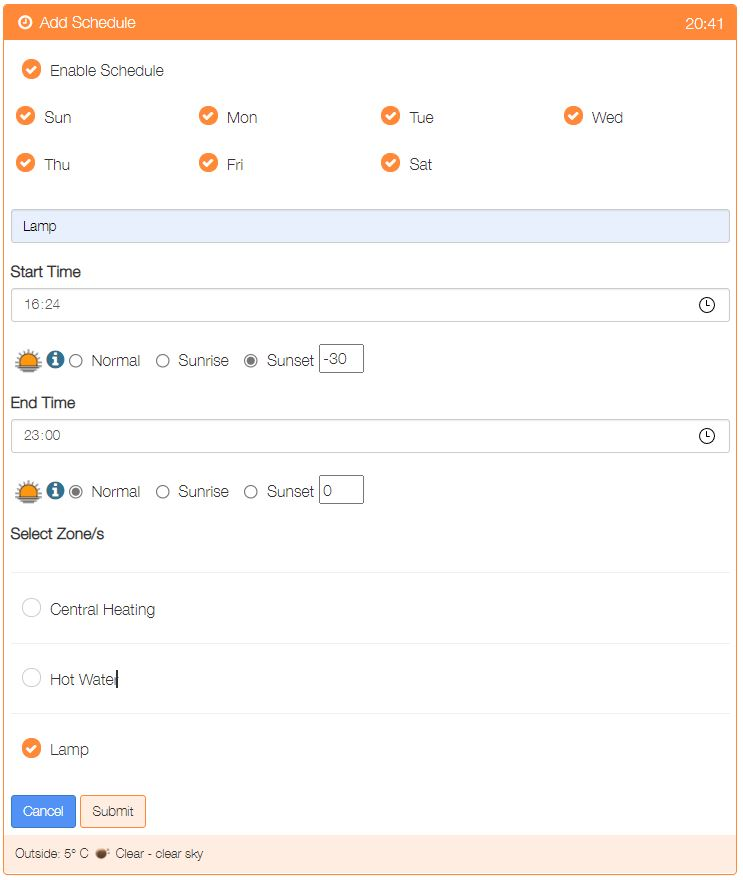 Add Schedule 20:41
Enable Schedule
Sun Mon Tue Wed
Thu Fri Sat
Lamp
Start Time
16:24
i Normal Sunrise Sunset -30
End Time
23:00
i Normal Sunrise Sunset 0
Select Zone/s
Central Heating
Hot Water
Lamp
Cancel Submit
Outside: 5° C Clear - clear sky